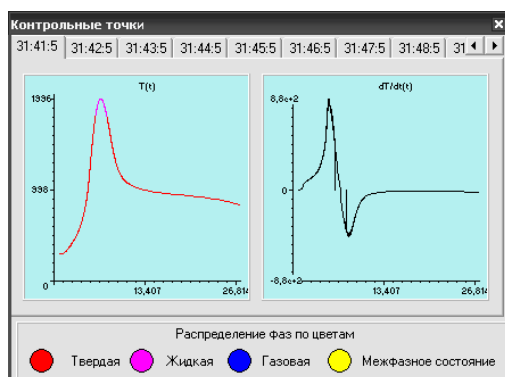 Контрольные точки
31:41:5 31:42:5 31:43:5 31:44:5 31:45:5 31:46:5 31:47:5 31:48:5 31
T(t)
1996
998
0
13,407
26,814
dT/dt(t)
8,8e+2
0
-8,8e+2
13,407
26,814
Распределение фаз по цветам
Твердая Жидкая Газовая Межфазное состояние